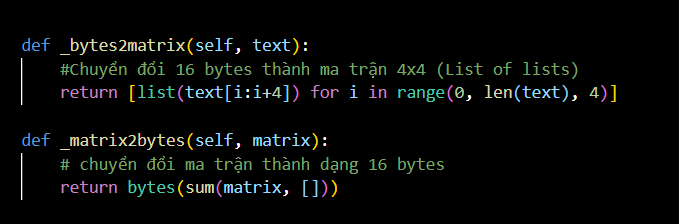 def _bytes2matrix(self, text):
    #Chuyển đổi 16 bytes thành ma trận 4x4 (List of lists)
    return [list(text[i:i+4]) for i in range(0, len(text), 4)]
def _matrix2bytes(self, matrix):
    # chuyển đổi ma trận thành dạng 16 bytes
    return bytes(sum(matrix, []))